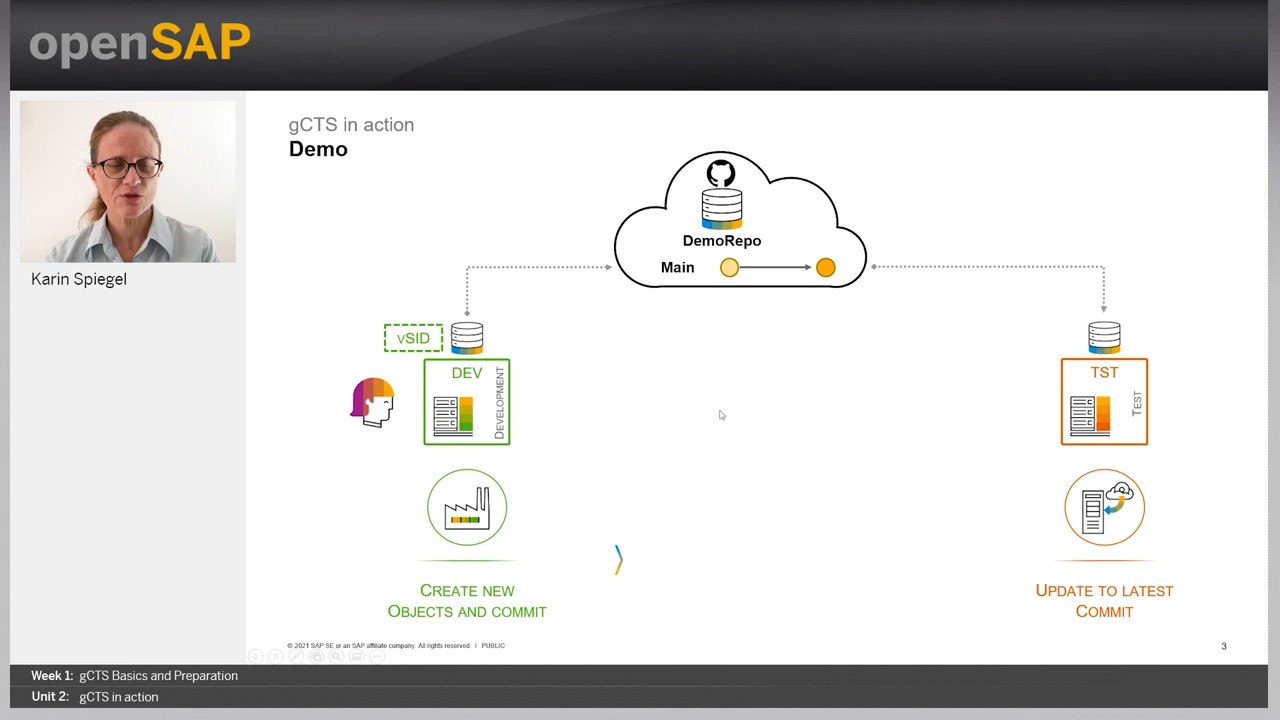 openSAP
Karin Spiegel
gCTS in action
Demo
DemoRepo
Main
vSID
DEV
DEVELOPMENT
TST
TEST
CREATE NEW
OBJECTS AND COMMIT
UPDATE TO LATEST
COMMIT
© 2021 SAP SE or an SAP affiliate company. All rights reserved. I PUBLIC
3
Week 1: gCTS Basics and Preparation
Unit 2: gCTS in action